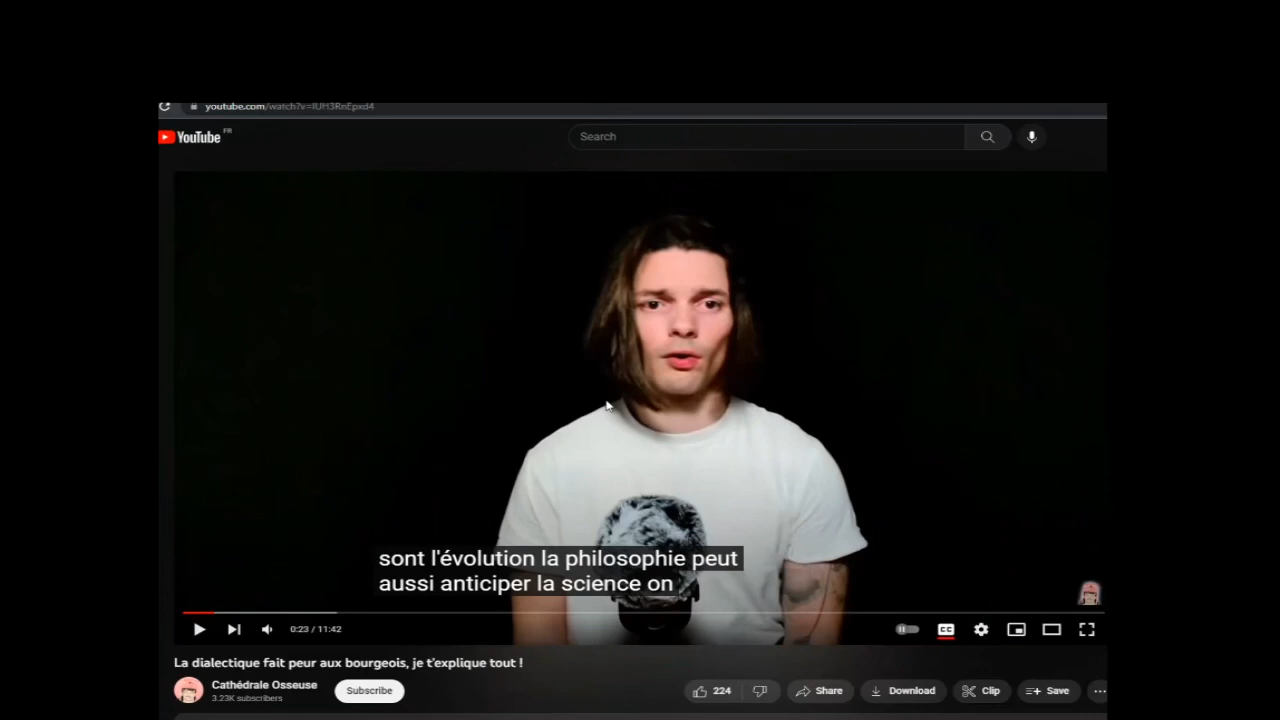 youtube.com/watch?v=IUH3RnEpxd4
YouTube FR
Search
sont l'évolution la philosophie peut
aussi anticiper la science on
0:23 / 11:42
CC
La dialectique fait peur aux bourgeois, je t'explique tout !
Cathédrale Osseuse
3.23K subscribers
Subscribe
224
Share
Download
Clip
Save